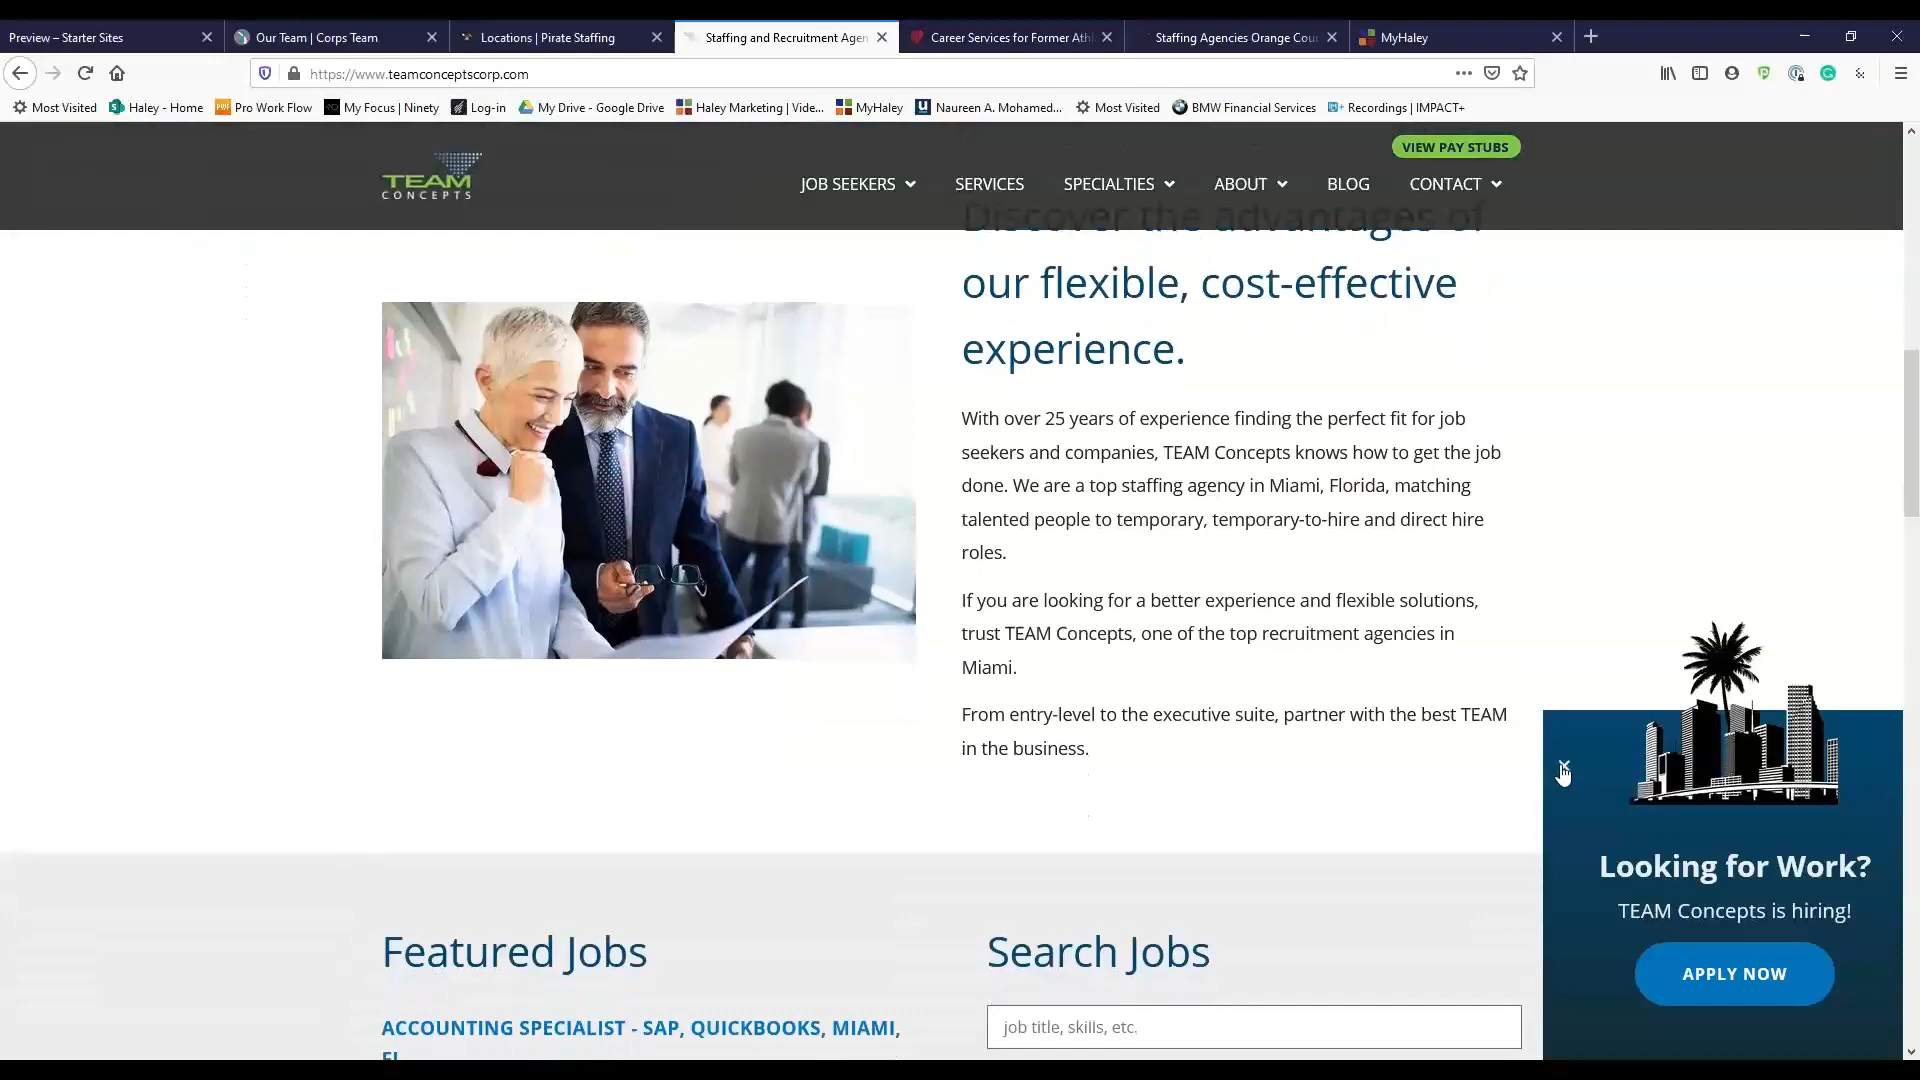 Preview – Starter Sites
Our Team | Corps Team
Locations | Pirate Staffing
Staffing and Recruitment Agen
Career Services for Former Ath
Staffing Agencies Orange Cou
MyHaley
https://www.teamconceptscorp.com
Most Visited
Haley - Home
Pro Work Flow
My Focus | Ninety
Log-in
My Drive - Google Drive
Haley Marketing | Vide...
MyHaley
Naureen A. Mohamed...
Most Visited
BMW Financial Services
Recordings | IMPACT+
VIEW PAY STUBS
TEAM
CONCEPTS
JOB SEEKERS
SERVICES
SPECIALTIES
ABOUT
BLOG
CONTACT
Discover the advantages of
our flexible, cost-effective
experience.
With over 25 years of experience finding the perfect fit for job
seekers and companies, TEAM Concepts knows how to get the job
done. We are a top staffing agency in Miami, Florida, matching
talented people to temporary, temporary-to-hire and direct hire
roles.
If you are looking for a better experience and flexible solutions,
trust TEAM Concepts, one of the top recruitment agencies in
Miami.
From entry-level to the executive suite, partner with the best TEAM
in the business.
Looking for Work?
TEAM Concepts is hiring!
APPLY NOW
Featured Jobs
ACCOUNTING SPECIALIST - SAP, QUICKBOOKS, MIAMI,
FL
Search Jobs
job title, skills, etc.